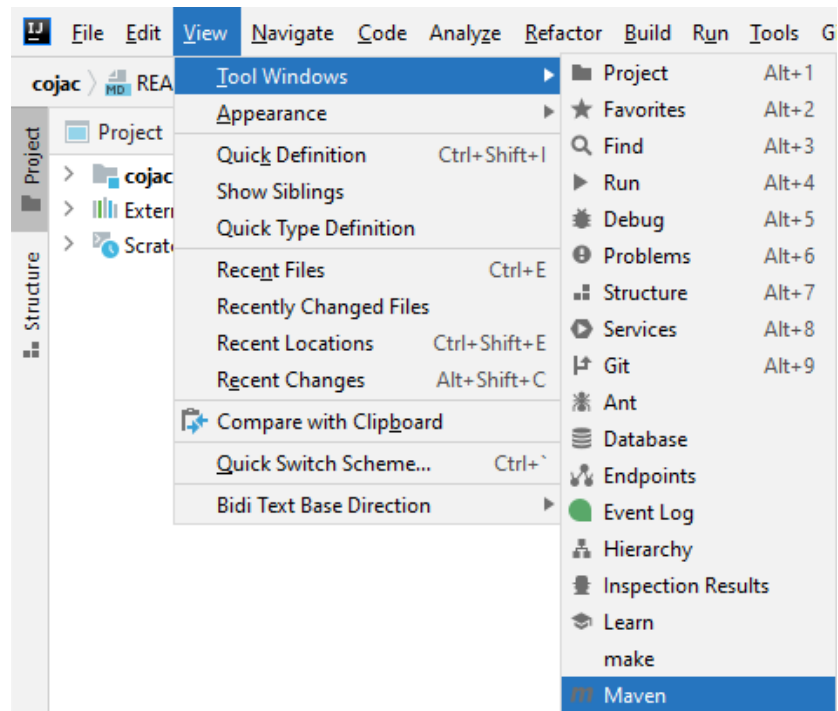 IJ File Edit View Navigate Code Analyze Refactor Build Run Tools G
cojac MD REA
Project
Structure
Project
cojac
Extern
Scrat
Tool Windows
Appearance
Quick Definition Ctrl+Shift+I
Show Siblings
Quick Type Definition
Recent Files Ctrl+E
Recently Changed Files
Recent Locations Ctrl+Shift+E
Recent Changes Alt+Shift+C
Compare with Clipboard
Quick Switch Scheme... Ctrl+`
Bidi Text Base Direction
Project Alt+1
Favorites Alt+2
Find Alt+3
Run Alt+4
Debug Alt+5
Problems Alt+6
Structure Alt+7
Services Alt+8
Git Alt+9
Ant
Database
Endpoints
Event Log
Hierarchy
Inspection Results
Learn
make
Maven